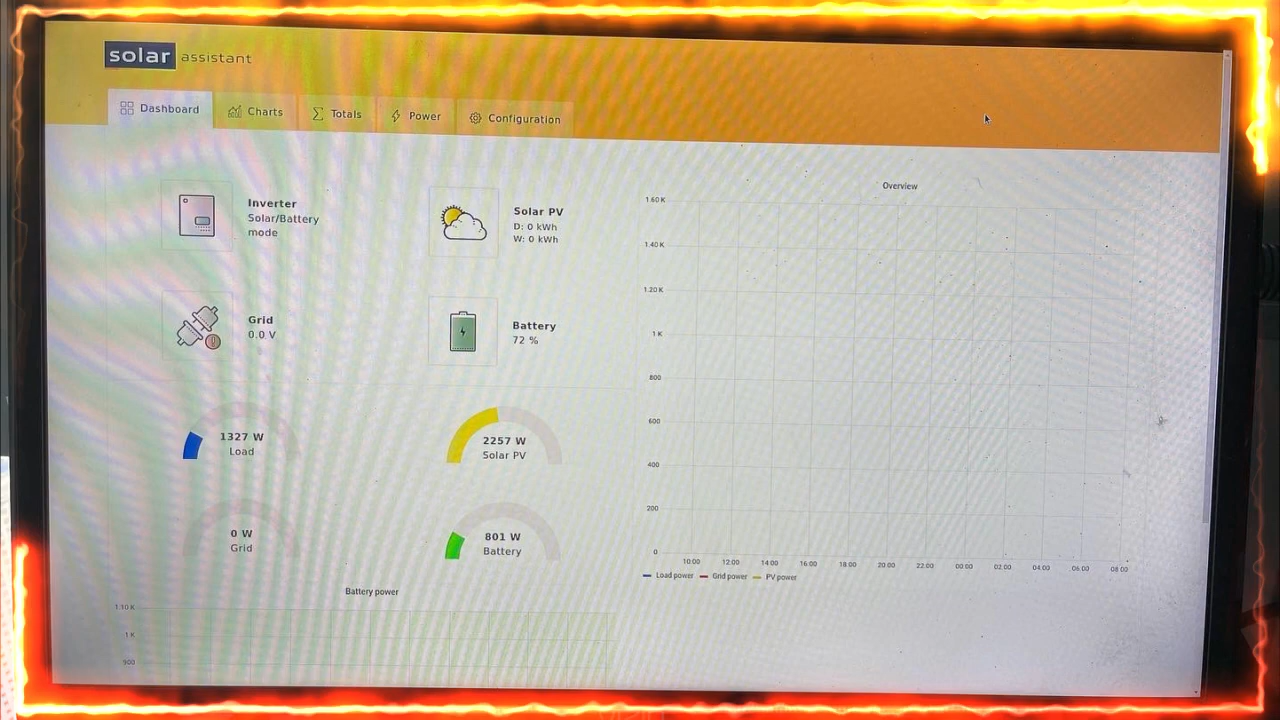 solar assistant
Dashboard
Charts
Totals
Power
Configuration
Inverter
Solar/Battery
mode
Solar PV
D: 0 kWh
W: 0 kWh
Grid
0.0 V
Battery
72 %
1327 W
Load
2257 W
Solar PV
0 W
Grid
801 W
Battery
Overview
1.60 K
1.40 K
1.20 K
1 K
800
600
400
200
0
10:00 12:00 14:00 16:00 18:00 20:00 22:00 00:00 02:00 04:00 06:00 08:00
Load power Grid power PV power
Battery power
1.10 K
1 K
900